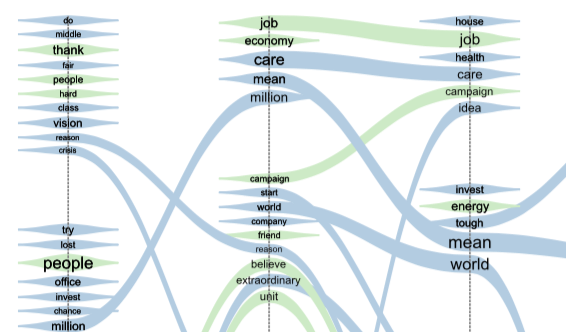 do
middle
thank
fair
people
hard
class
vision
reason
crisis
try
lost
people
office
invest
chance
million
job
economy
care
mean
million
campaign
start
world
company
friend
reason
believe
extraordinary
unit
house
job
health
care
campaign
idea
invest
energy
tough
mean
world